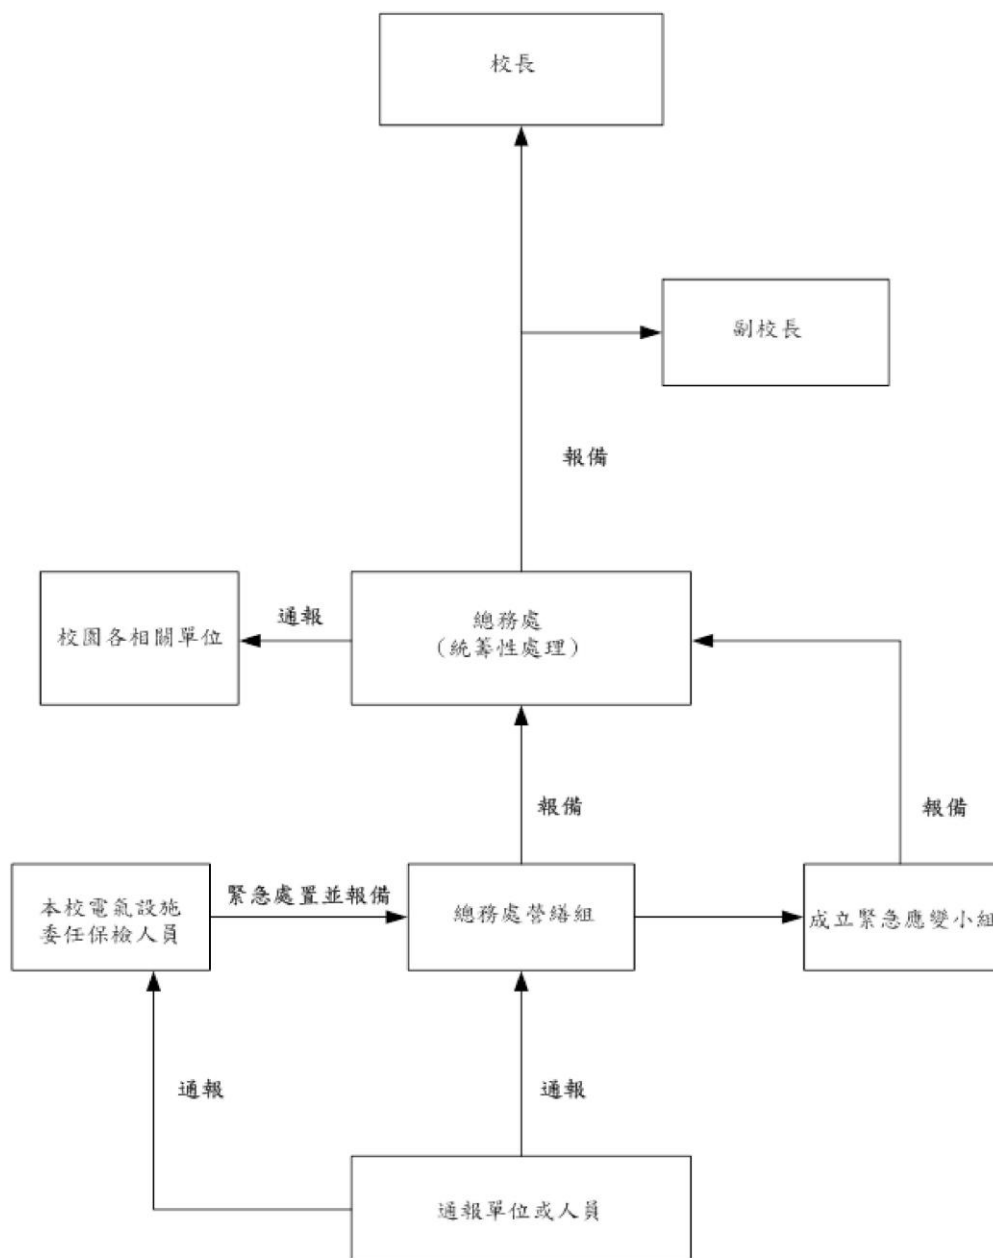 校長
副校長
報備
通報
總務處
(統籌性處理)
校園各相關單位
報備
報備
本校電氣設施
委任保檢人員
緊急處置並報備
總務處營繕組
成立緊急應變小組
通報
通報
通報單位或人員